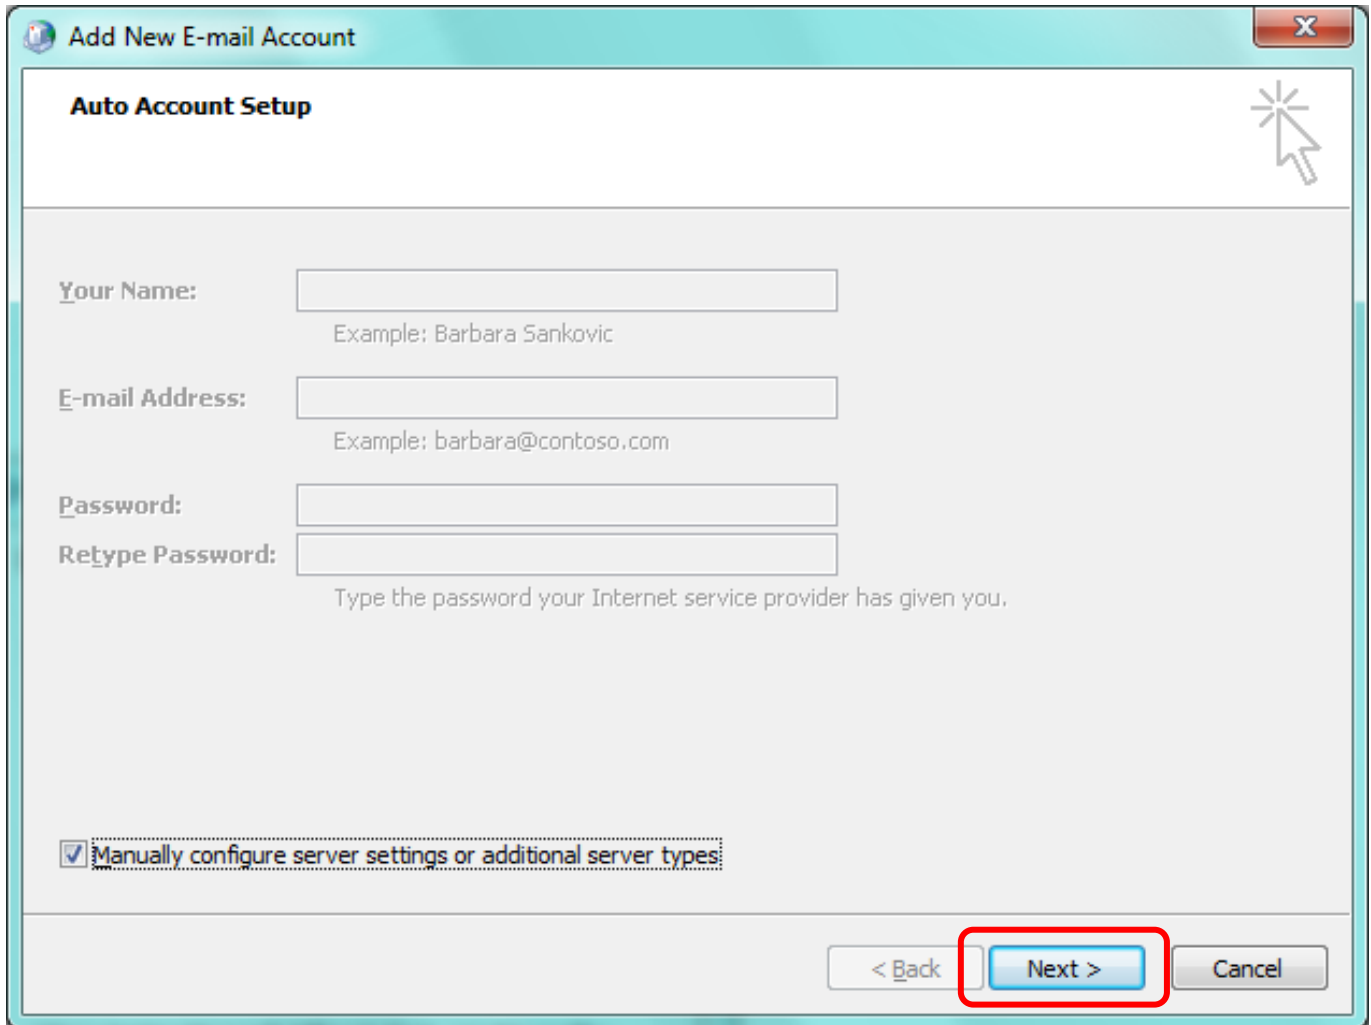 Add New E-mail Account
X
Auto Account Setup
Your Name:
Example: Barbara Sankovic
E-mail Address:
Example: barbara@contoso.com
Password:
Retype Password:
Type the password your Internet service provider has given you.
Manually configure server settings or additional server types
< Back Next > Cancel